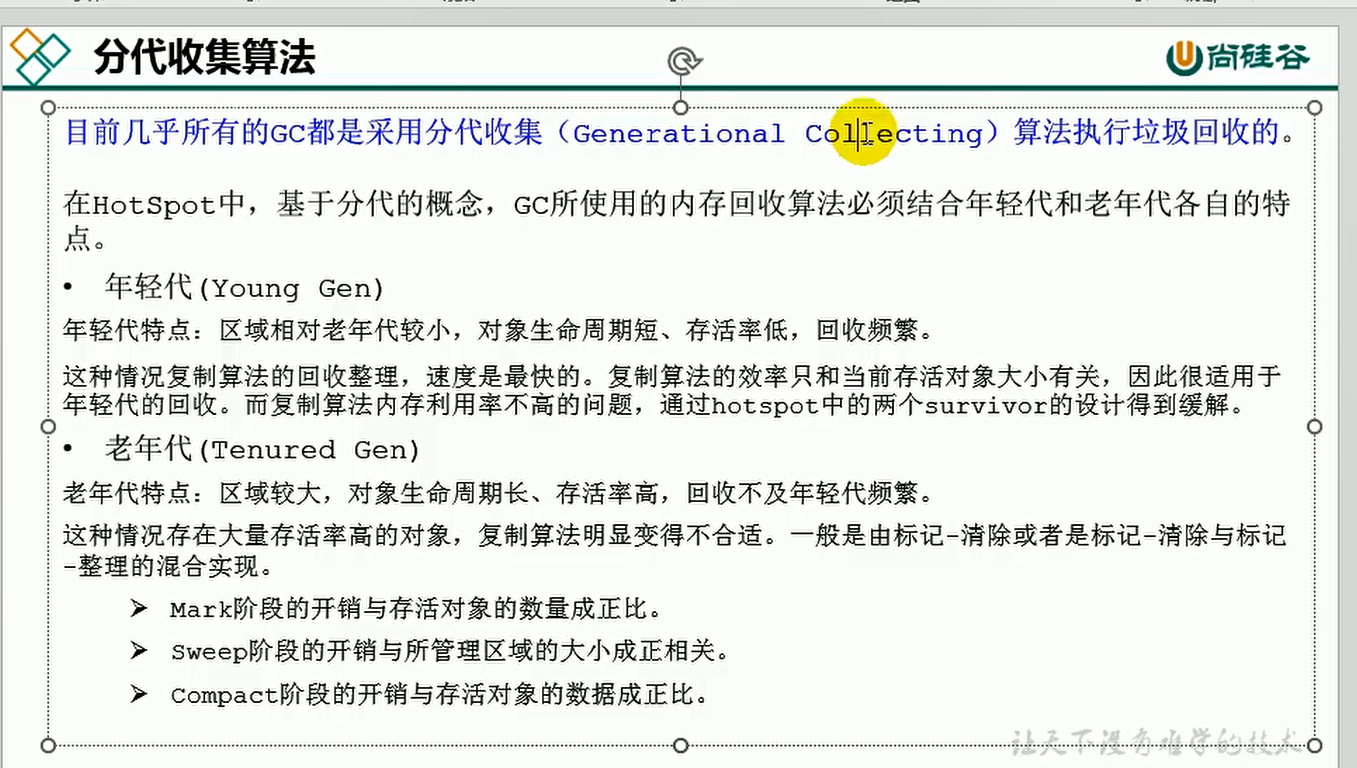 分代收集算法
尚硅谷
目前几乎所有的GC都是采用分代收集（Generational Collecting）算法执行垃圾回收的。
在HotSpot中，基于分代的概念，GC所使用的内存回收算法必须结合年轻代和老年代各自的特
点。
• 年轻代(Young Gen)
年轻代特点：区域相对老年代较小，对象生命周期短、存活率低，回收频繁。
这种情况复制算法的回收整理，速度是最快的。复制算法的效率只和当前存活对象大小有关，因此很适用于
年轻代的回收。而复制算法内存利用率不高的问题，通过hotspot中的两个survivor的设计得到缓解。
• 老年代(Tenured Gen)
老年代特点：区域较大，对象生命周期长、存活率高，回收不及年轻代频繁。
这种情况存在大量存活率高的对象，复制算法明显变得不合适。一般是由标记-清除或者是标记-清除与标记
-整理的混合实现。
➢ Mark阶段的开销与存活对象的数量成正比。
➢ Sweep阶段的开销与所管理区域的大小成正相关。
➢ Compact阶段的开销与存活对象的数据成正比。
让天下没有难学的技术